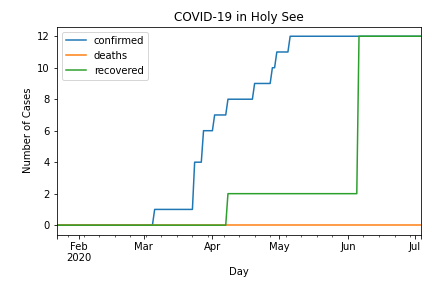 COVID-19 in Holy See
confirmed
deaths
recovered
Number of Cases
12
10
8
6
4
2
0
Feb Mar Apr May Jun Jul
2020
Day